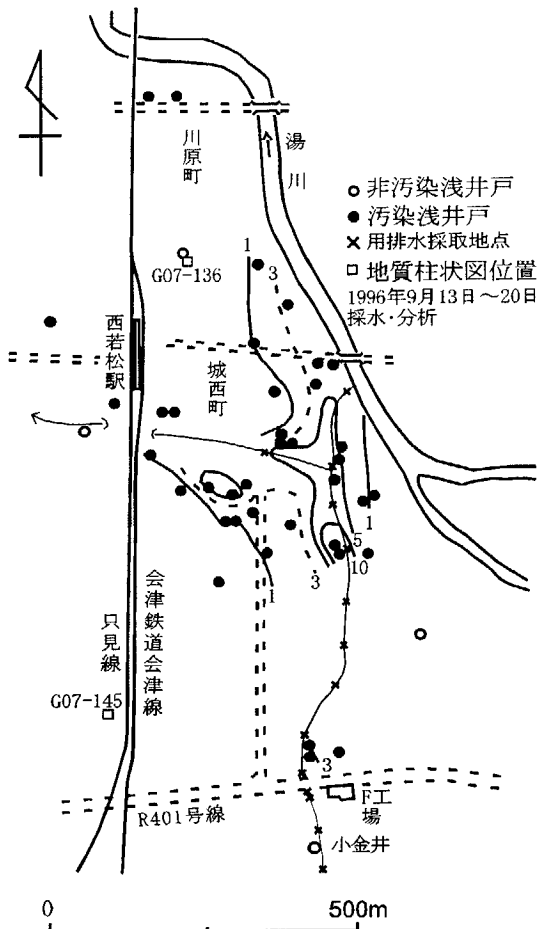 川原町
湯川
○ 非汚染浅井戸
● 汚染浅井戸
× 用排水採取地点
□ 地質柱状図位置
1996年9月13日～20日
採水・分析
G07-136
1
3
西若松駅
城西町
1
5
10
3
1
会津鉄道会津線
只見線
G07-145
3
F工場
R401号線
小金井
0
500m